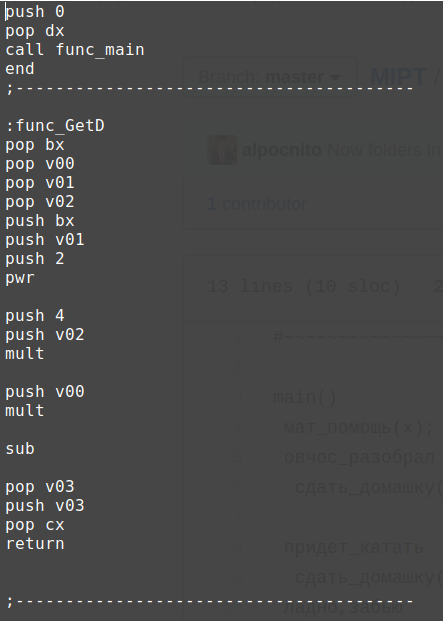 push 0
pop dx
call func_main
end
;----------------------------------------
:func_GetD
pop bx
pop v00
pop v01
pop v02
push bx
push v01
push 2
pwr
push 4
push v02
mult
push v00
mult
sub
pop v03
push v03
pop cx
return
;----------------------------------------
Branch: master
MIPT /
alpocnito Now folders in
1 contributor
13 lines (10 sloc)
main()
мат_помощь(x);
овчос_разобрал
сдать_домашку(
придет_катать
сдать_домашку(
ладно,забью